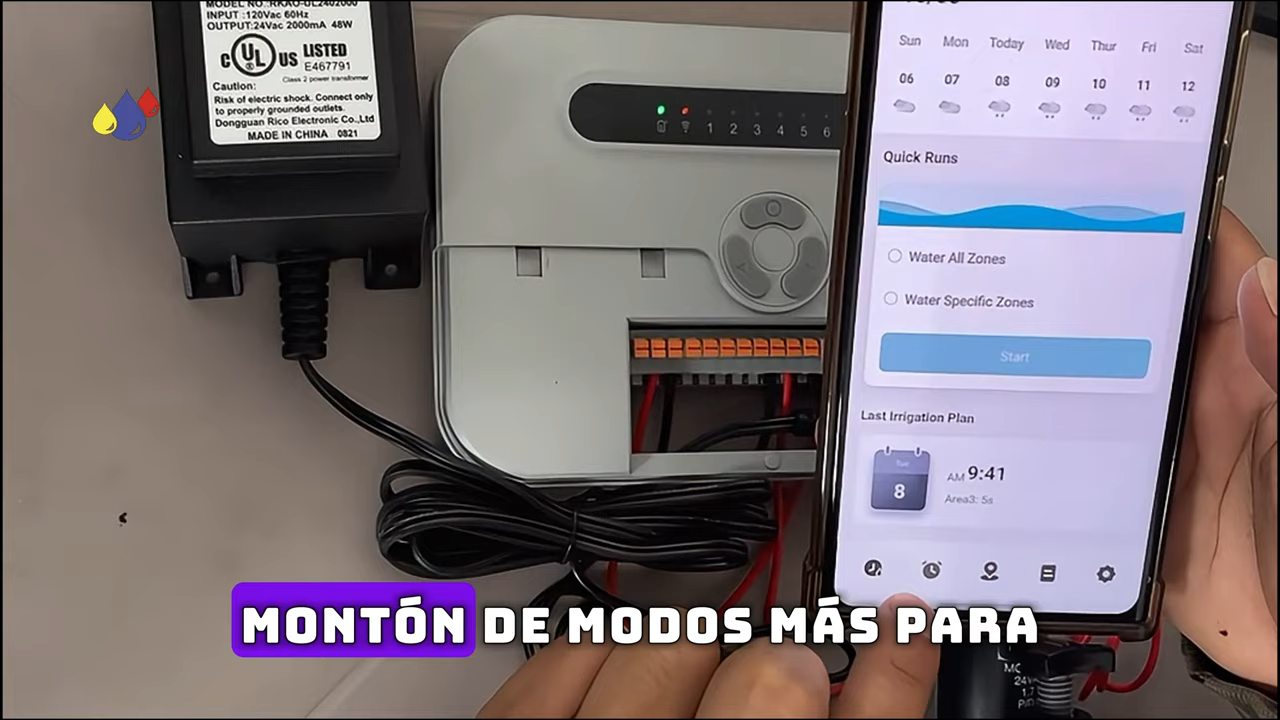 MODEL NO.:RKAO-UL2402000
INPUT :120Vac 60Hz
OUTPUT:24Vac 2000mA 48W
c UL US LISTED
E467791
Class 2 power transformer
Caution:
Risk of electric shock. Connect only
to properly grounded outlets.
Dongguan Rico Electronic Co.,Ltd
MADE IN CHINA 0821
1 2 3 4 5 6
Sun Mon Today Wed Thur Fri Sat
06 07 08 09 10 11 12
Quick Runs
Water All Zones
Water Specific Zones
Start
Last Irrigation Plan
Tue
8
AM 9:41
Area3: 5s
MONTÓN DE MODOS MÁS PARA
24V
1.7